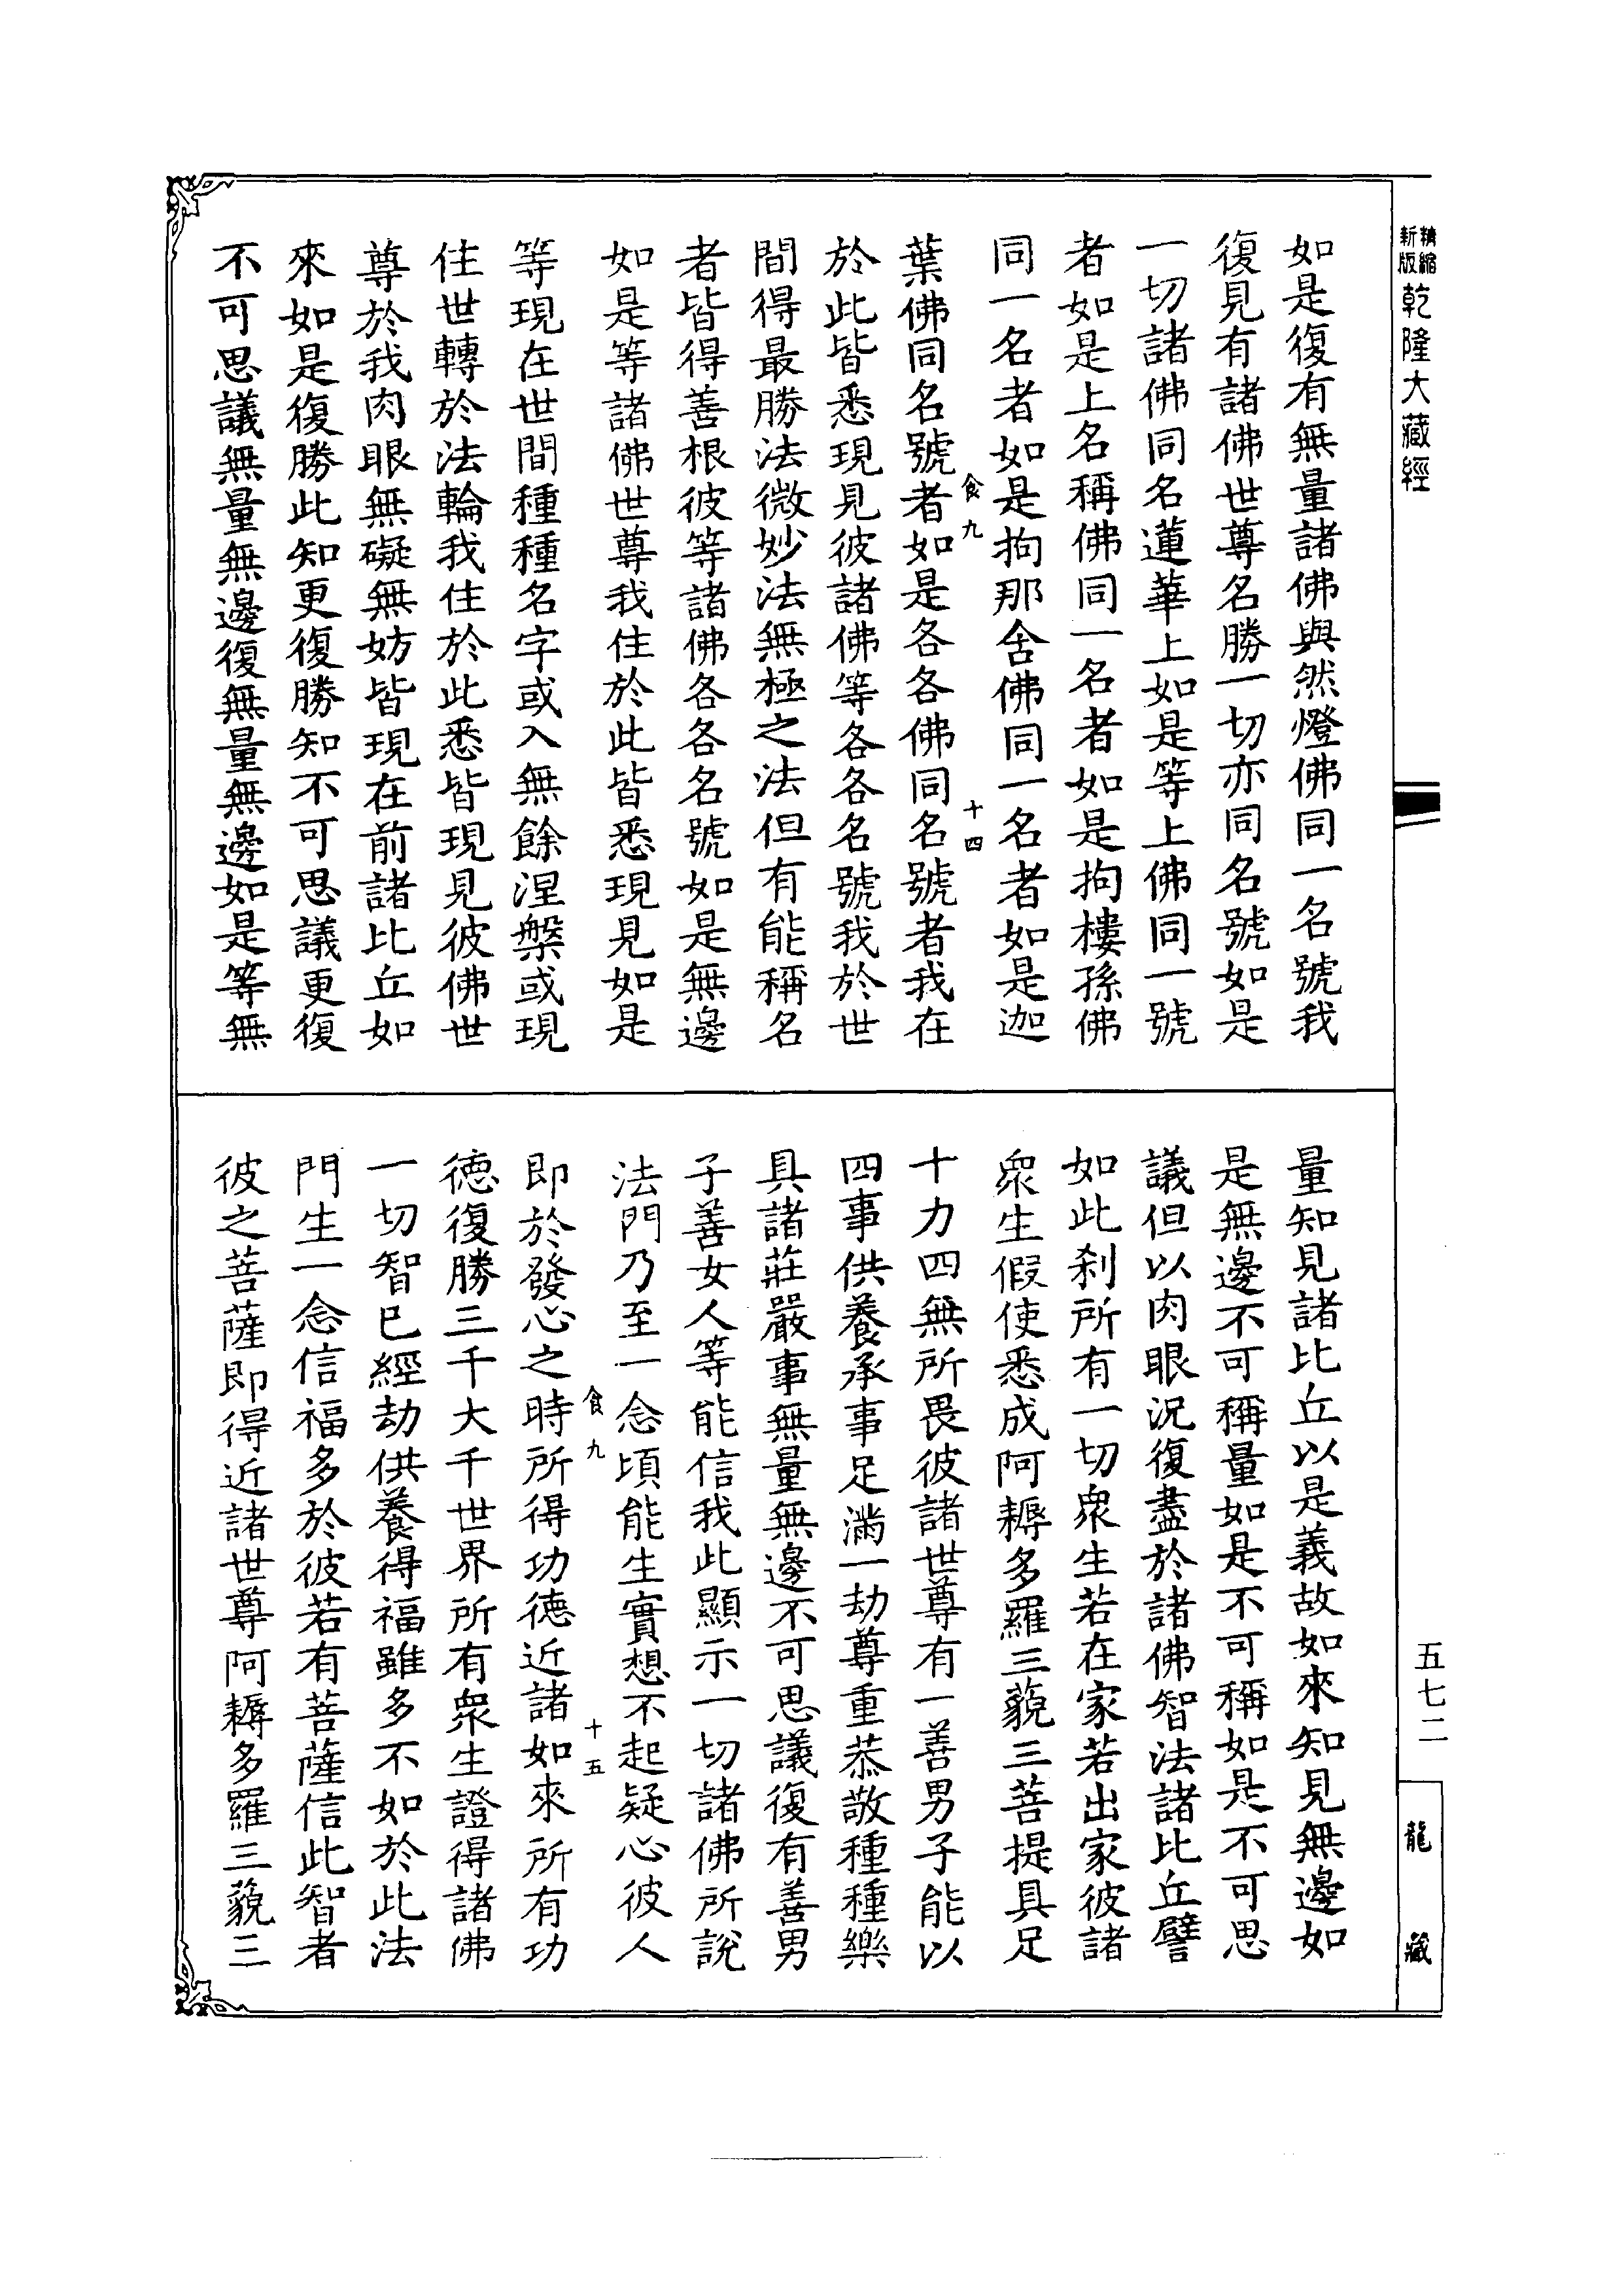 精縮新版乾隆大藏經
如是復有無量諸佛與然燈佛同一名號我
復見有諸佛世尊名勝一切亦同名號如是
一切諸佛同名蓮華上如是等上佛同一號
者如是上名稱佛同一名者如是拘樓孫佛
同一名者如是拘那舍佛同一名者如是迦
食九 十四
葉佛同名號者如是各各佛同名號者我在
於此皆悉現見彼諸佛等各各名號我於世
間得最勝法微妙法無極之法但有能稱名
者皆得善根彼等諸佛各各名號如是無邊
如是等諸佛世尊我住於此皆悉現見如是
等現在世間種種名字或入無餘涅槃或現
住世轉於法輪我住於此悉皆現見彼佛世
尊於我肉眼無礙無妨皆現在前諸比丘如
來如是復勝此知更復勝知不可思議更復
不可思議無量無邊復無量無邊如是等無
量知見諸比丘以是義故如來知見無邊如
是無邊不可稱量如是不可稱如是不可思
議但以肉眼況復盡於諸佛智法諸比丘譬
如此剎所有一切眾生若在家若出家彼諸
眾生假使悉成阿耨多羅三藐三菩提具足
十力四無所畏彼諸世尊有一善男子能以
四事供養承事足滿一劫尊重恭敬種種樂
具諸莊嚴事無量無邊不可思議復有善男
子善女人等能信我此顯示一切諸佛所說
法門乃至一念頃能生實想不起疑心彼人
食九 十五
即於發心之時所得功德近諸如來所有功
德復勝三千大千世界所有眾生證得諸佛
一切智已經劫供養得福雖多不如於此法
門生一念信福多於彼若有菩薩信此智者
彼之菩薩即得近諸世尊阿耨多羅三藐三
五七二
龍藏